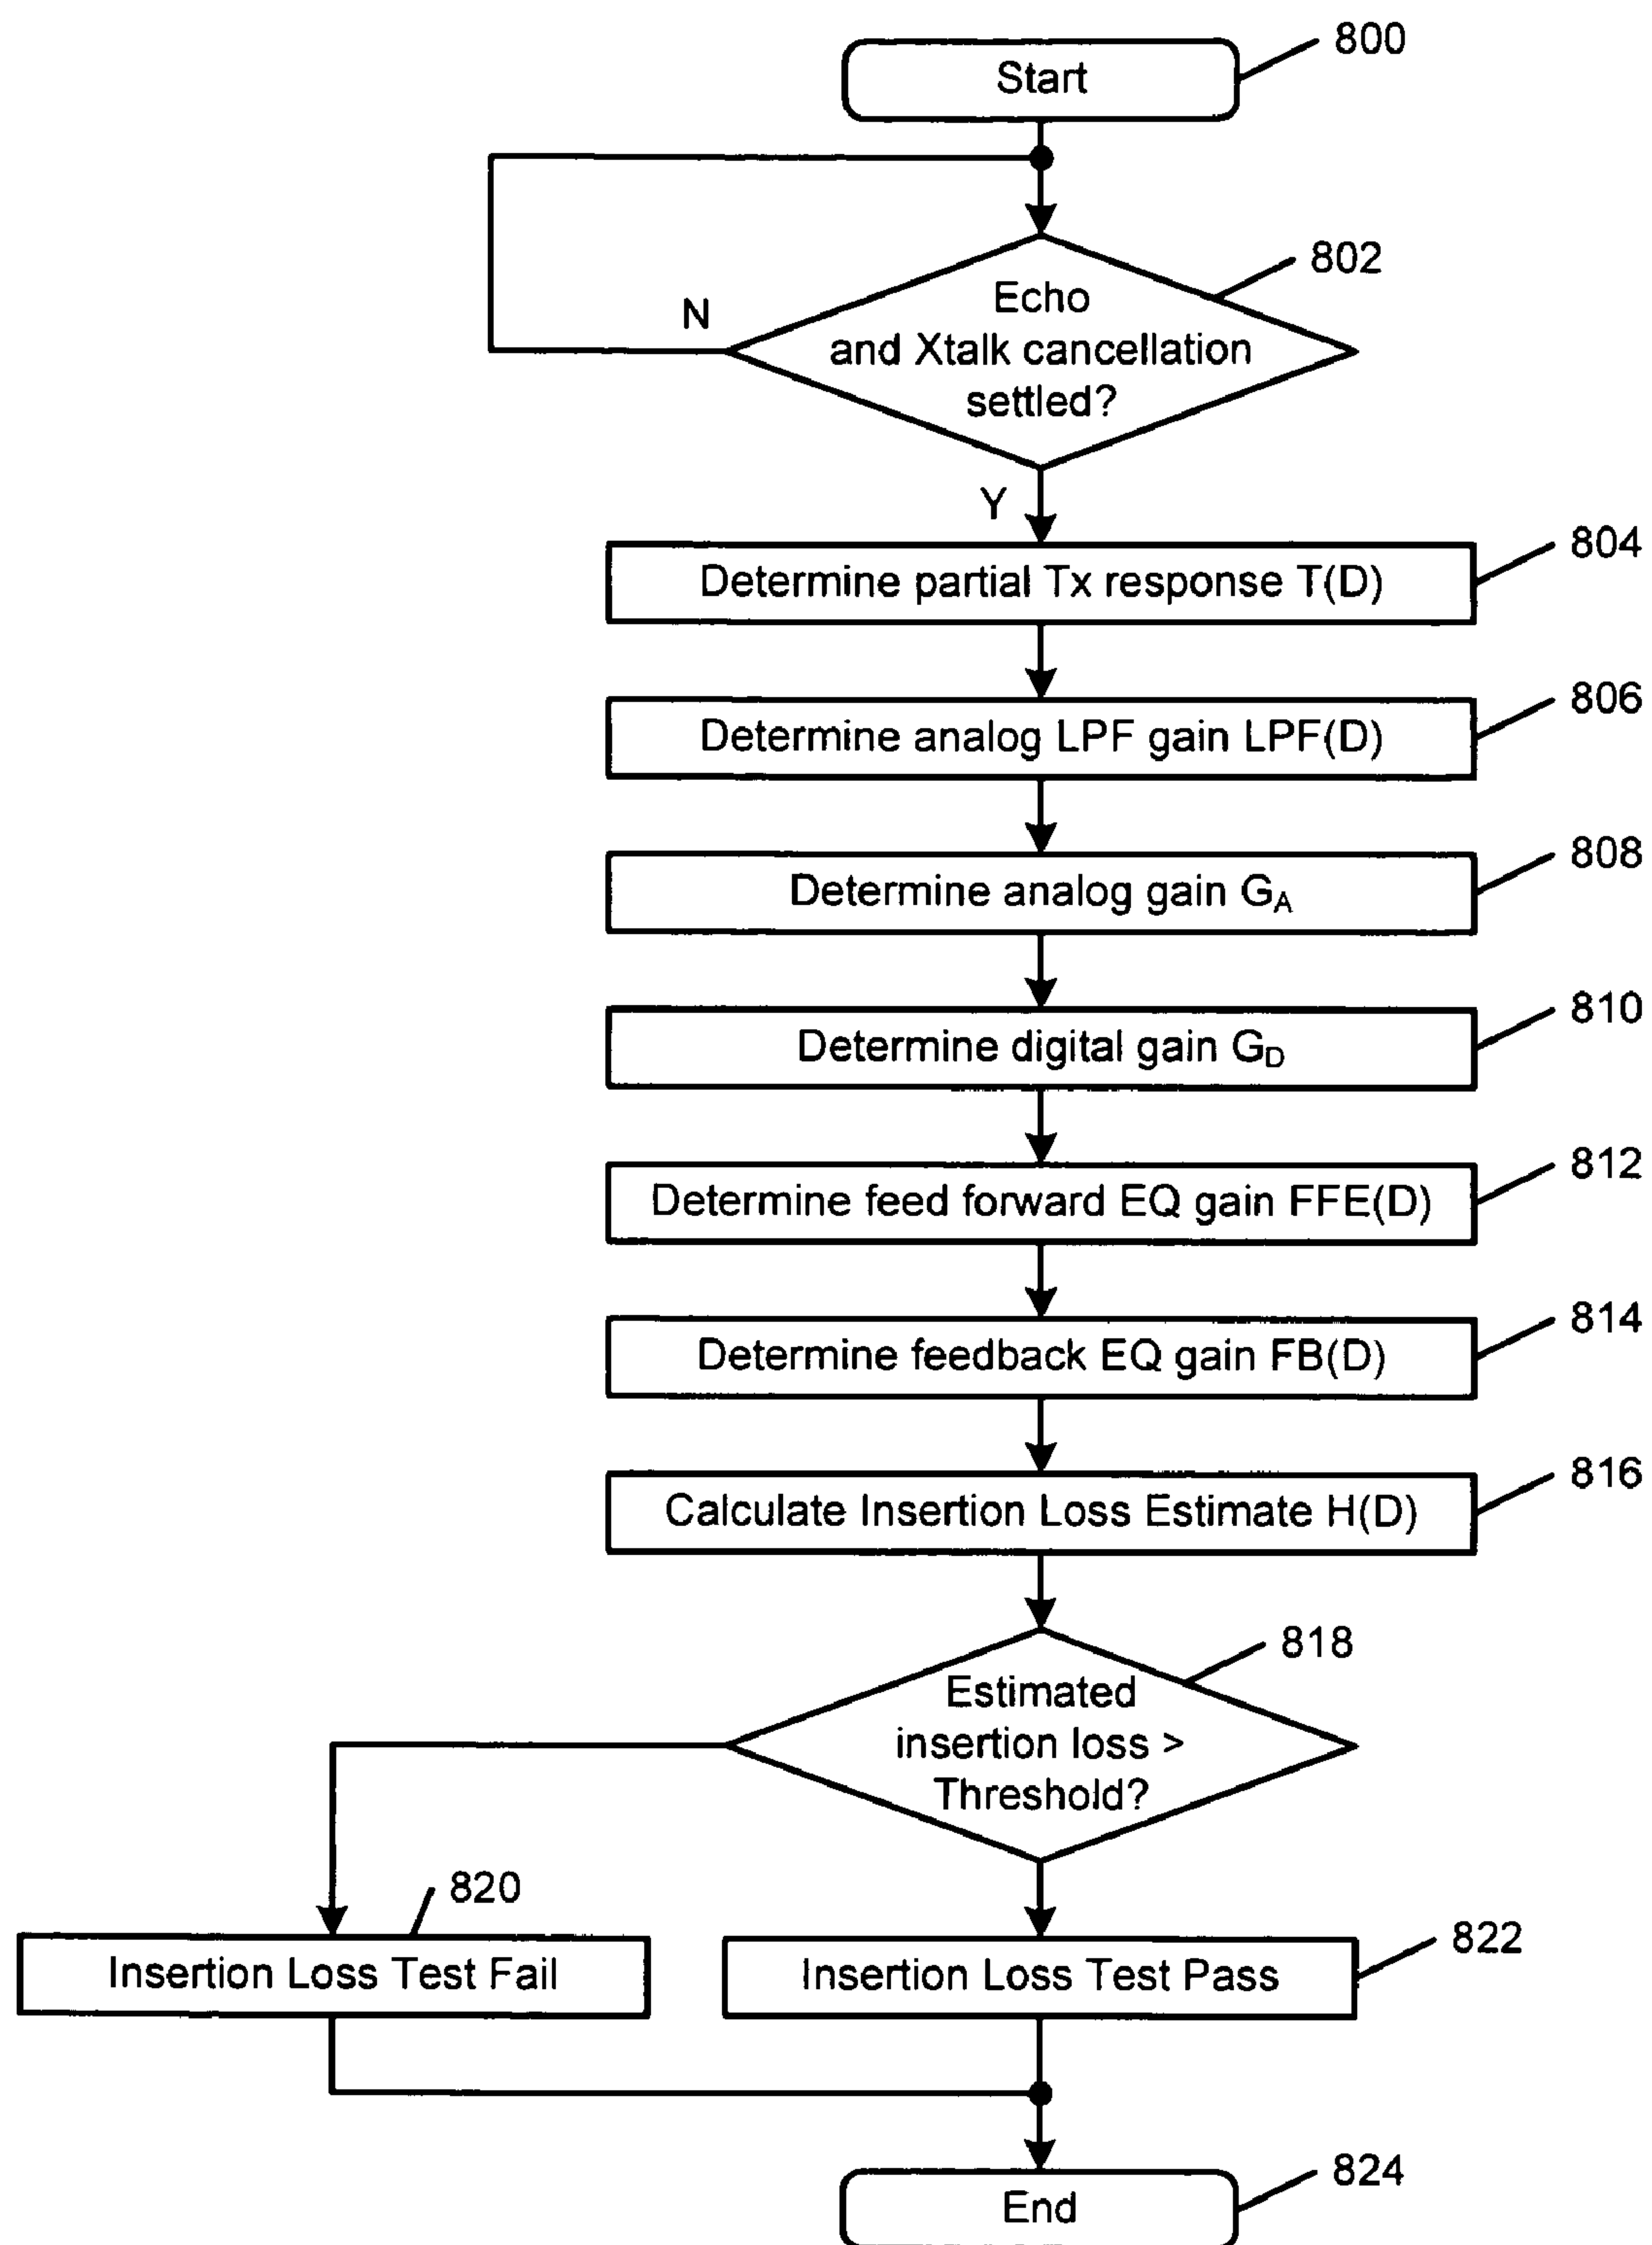 800
Start
802
Echo
and Xtalk cancellation
settled?
N
Y
804
Determine partial Tx response T(D)
806
Determine analog LPF gain LPF(D)
808
Determine analog gain GA
810
Determine digital gain GD
812
Determine feed forward EQ gain FFE(D)
814
Determine feedback EQ gain FB(D)
816
Calculate Insertion Loss Estimate H(D)
818
Estimated
insertion loss >
Threshold?
820
Insertion Loss Test Fail
822
Insertion Loss Test Pass
824
End